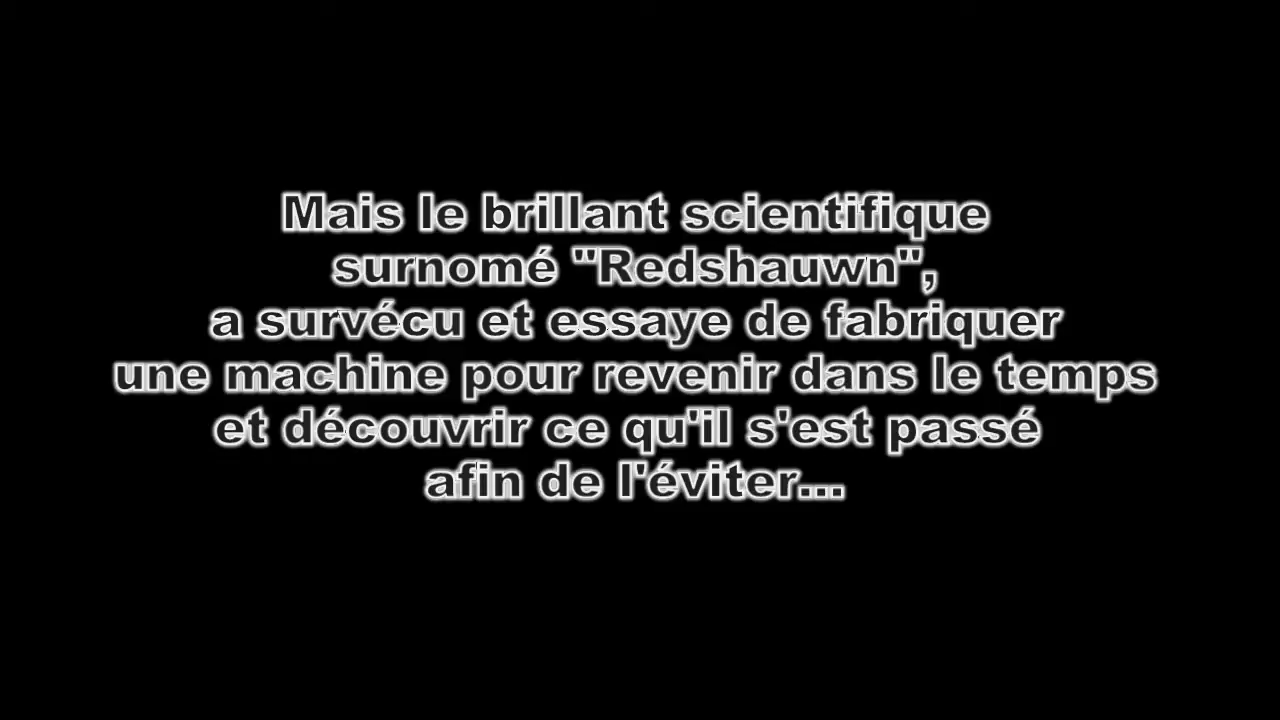 Mais le brillant scientifique
surnomé "Redshauwn",
a survécu et essaye de fabriquer
une machine pour revenir dans le temps
et découvrir ce qu'il s'est passé
afin de l'éviter...